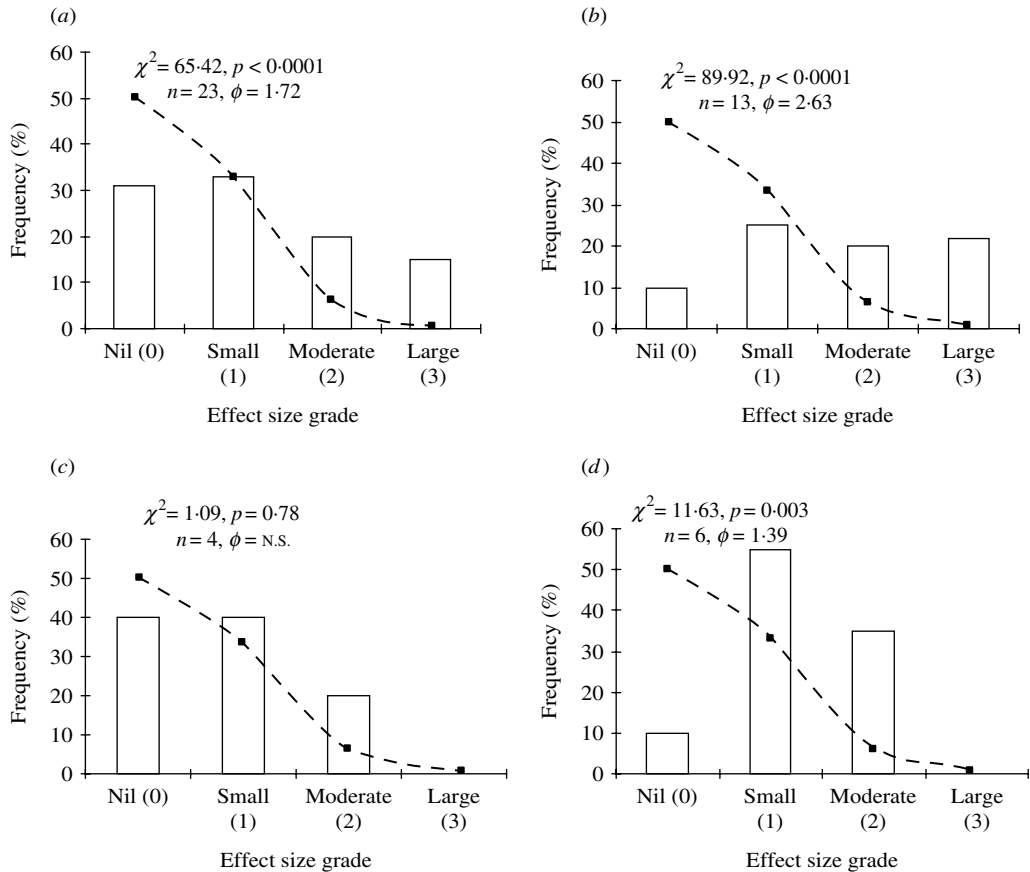 (a)
χ² = 65·42, p < 0·0001
n = 23, ϕ = 1·72
60
50
40
30
20
10
0
Frequency (%)
Nil (0) Small Moderate Large
(1) (2) (3)
Effect size grade
(b)
χ² = 89·92, p < 0·0001
n = 13, ϕ = 2·63
60
50
40
30
20
10
0
Frequency (%)
Nil (0) Small Moderate Large
(1) (2) (3)
Effect size grade
(c)
χ² = 1·09, p = 0·78
n = 4, ϕ = N.S.
60
50
40
30
20
10
0
Frequency (%)
Nil (0) Small Moderate Large
(1) (2) (3)
Effect size grade
(d)
χ² = 11·63, p = 0·003
n = 6, ϕ = 1·39
60
50
40
30
20
10
0
Frequency (%)
Nil (0) Small Moderate Large
(1) (2) (3)
Effect size grade